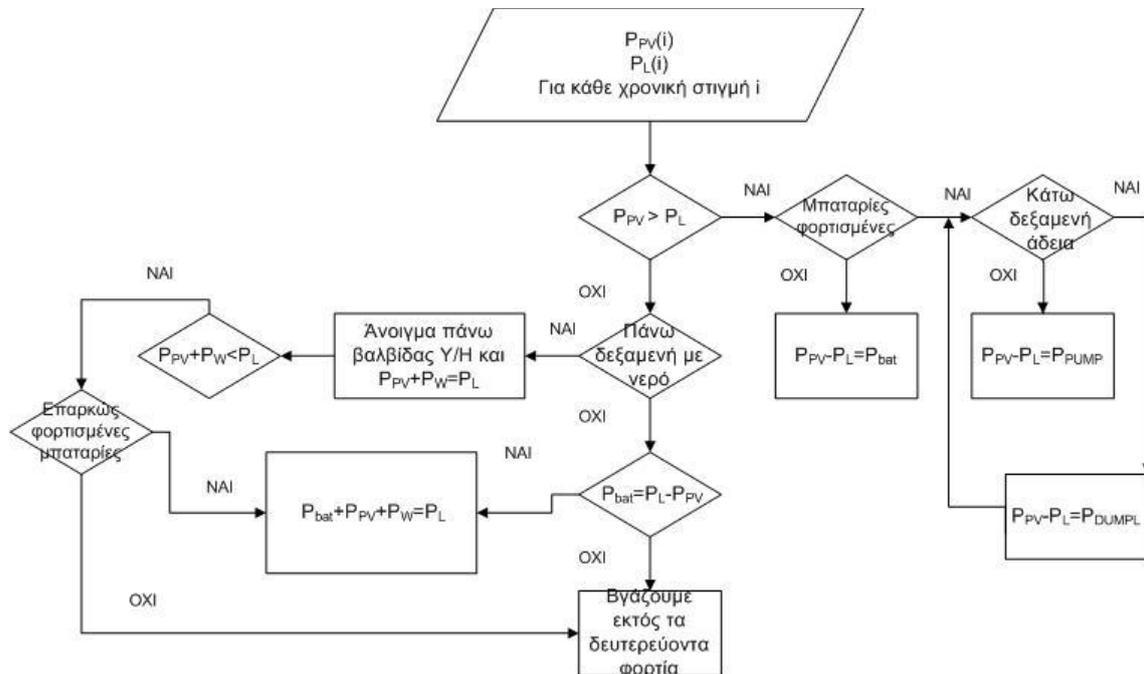 P_PV(i)
P_L(i)
Για κάθε χρονική στιγμή i
P_PV > P_L
ΝΑΙ
Μπαταρίες
φορτισμένες
ΝΑΙ
Κάτω
δεξαμενή
άδεια
ΝΑΙ
ΟΧΙ
ΟΧΙ
ΟΧΙ
P_PV-P_L=P_bat
P_PV-P_L=P_PUMP
Πάνω
δεξαμενή με
νερό
ΝΑΙ
Άνοιγμα πάνω
βαλβίδας Υ/Η και
P_PV+P_W=P_L
P_PV+P_W<P_L
ΝΑΙ
ΟΧΙ
Επαρκώς
φορτισμένες
μπαταρίες
ΝΑΙ
P_bat+P_PV+P_W=P_L
ΝΑΙ
P_bat=P_L-P_PV
P_PV-P_L=P_DUMPL
ΟΧΙ
ΟΧΙ
Βγάζουμε
εκτός τα
δευτερεύοντα
φορτία